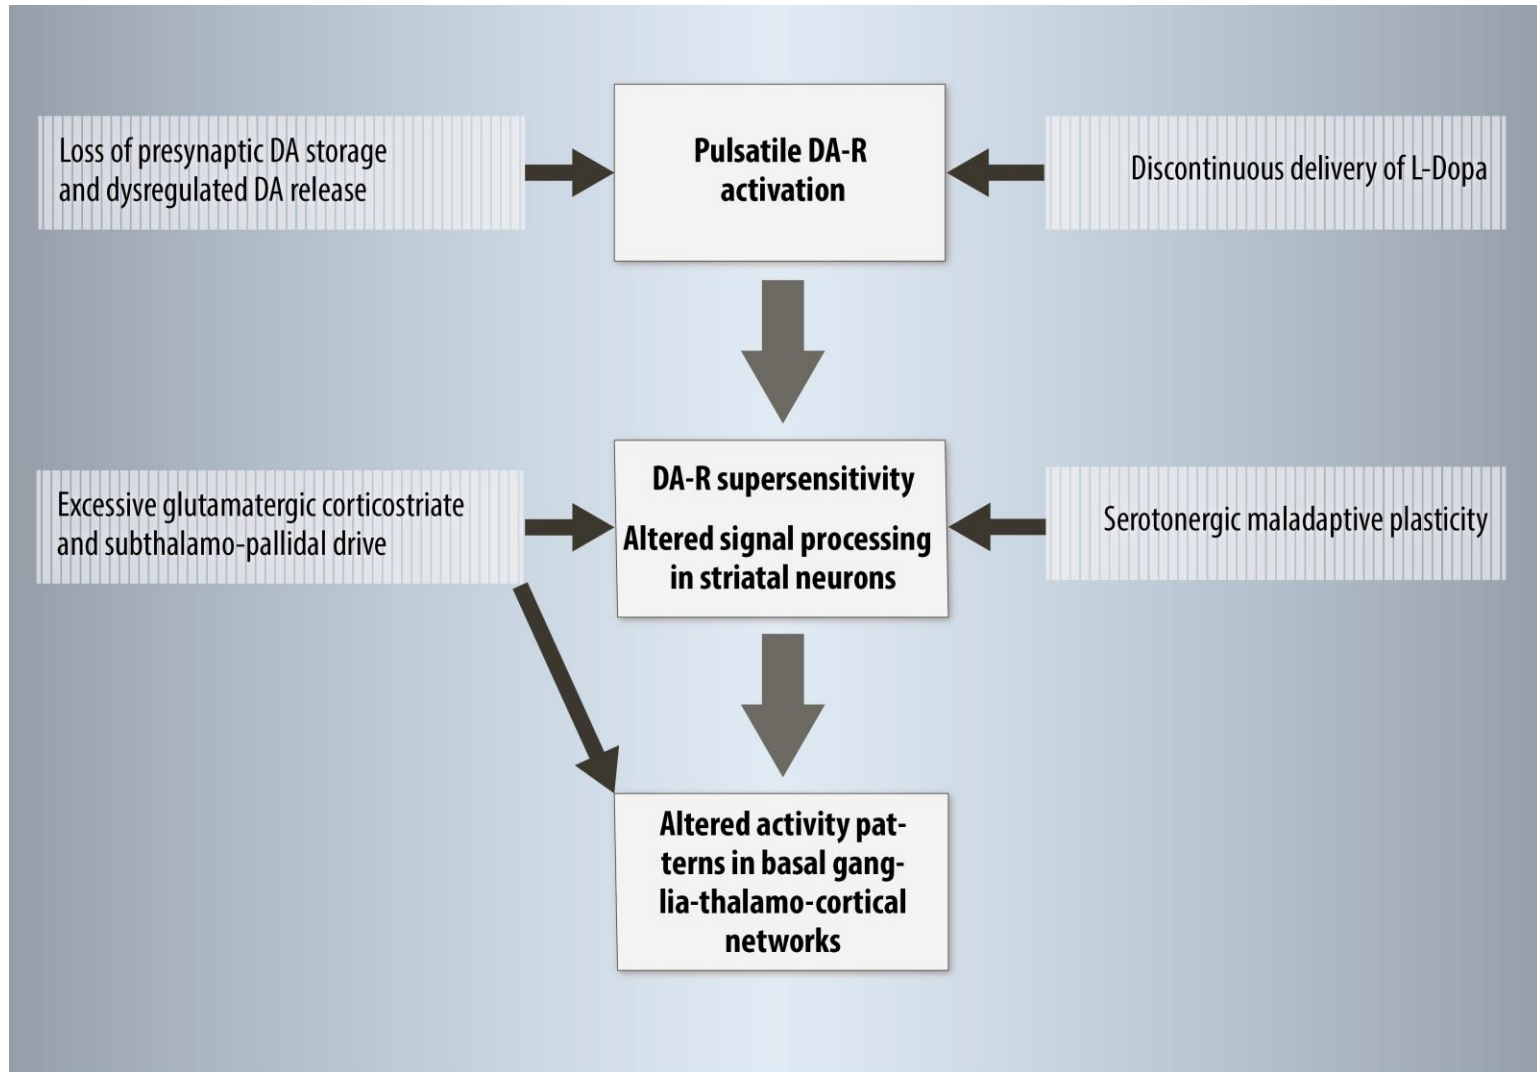 Loss of presynaptic DA storage
and dysregulated DA release
Pulsatile DA-R
activation
Discontinuous delivery of L-Dopa
Excessive glutamatergic corticostriate
and subthalamo-pallidal drive
DA-R supersensitivity
Altered signal processing
in striatal neurons
Serotonergic maladaptive plasticity
Altered activity pat-
terns in basal gang-
lia-thalamo-cortical
networks